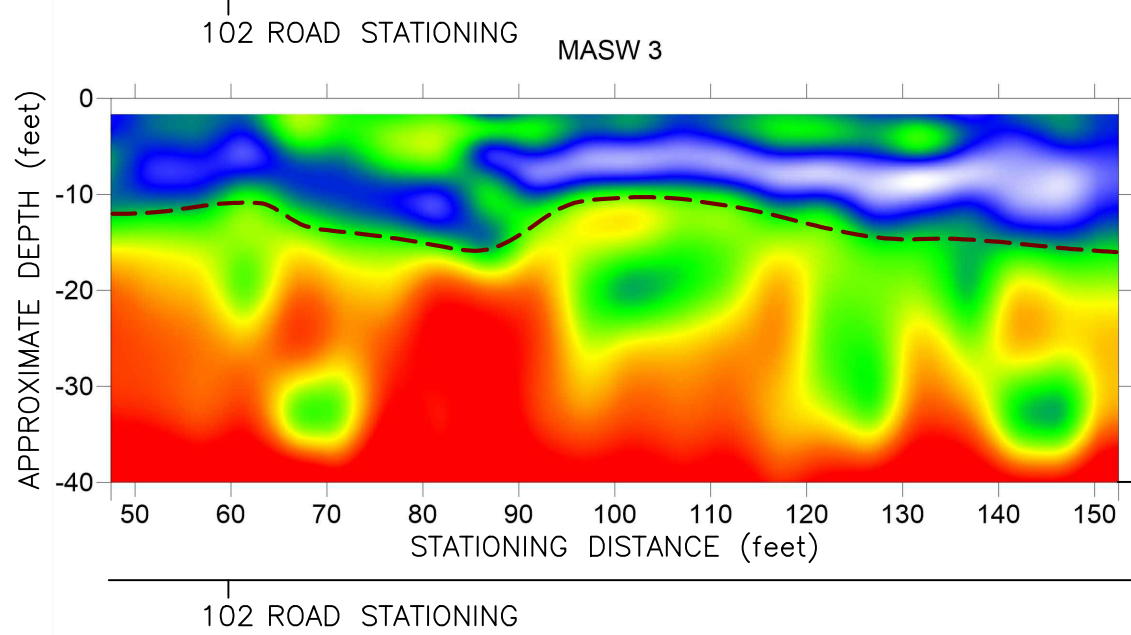 102 ROAD STATIONING
MASW 3
APPROXIMATE DEPTH (feet)
0
-10
-20
-30
-40
50 60 70 80 90 100 110 120 130 140 150
STATIONING DISTANCE (feet)
102 ROAD STATIONING